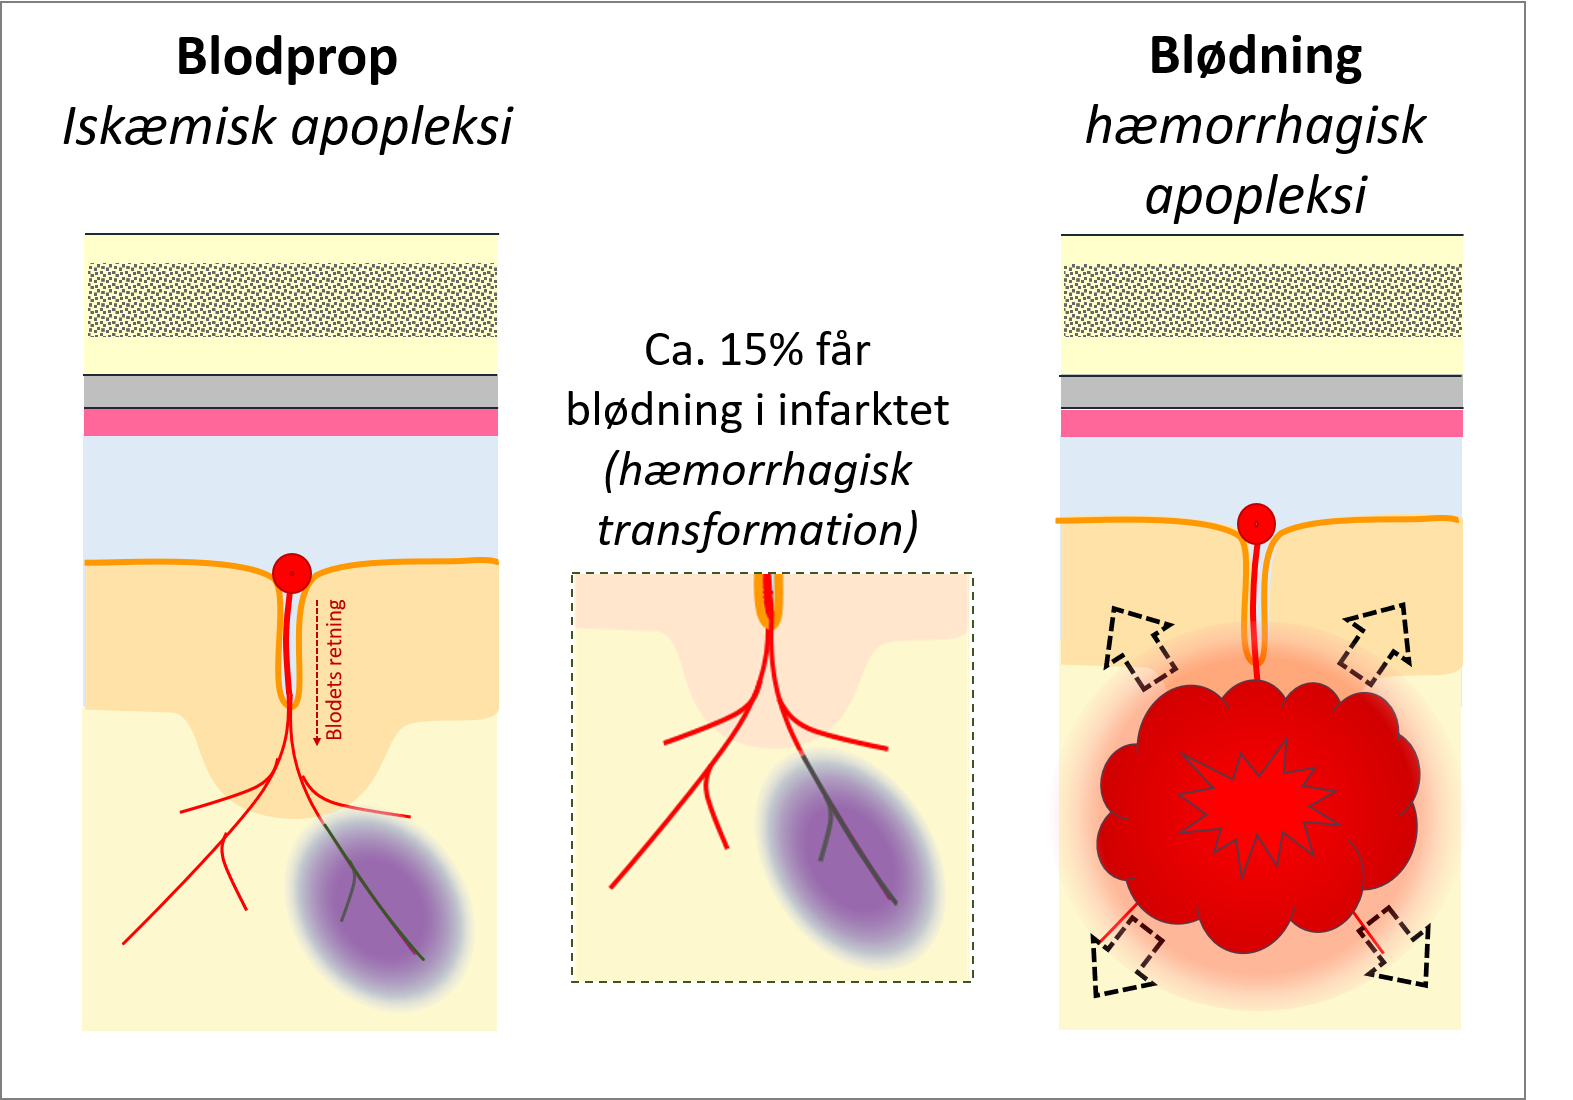 Blodprop
Iskæmisk apopleksi
Blødning
hæmorrhagisk
apopleksi
Ca. 15% får
blødning i infarktet
(hæmorrhagisk
transformation)
Blodets retning